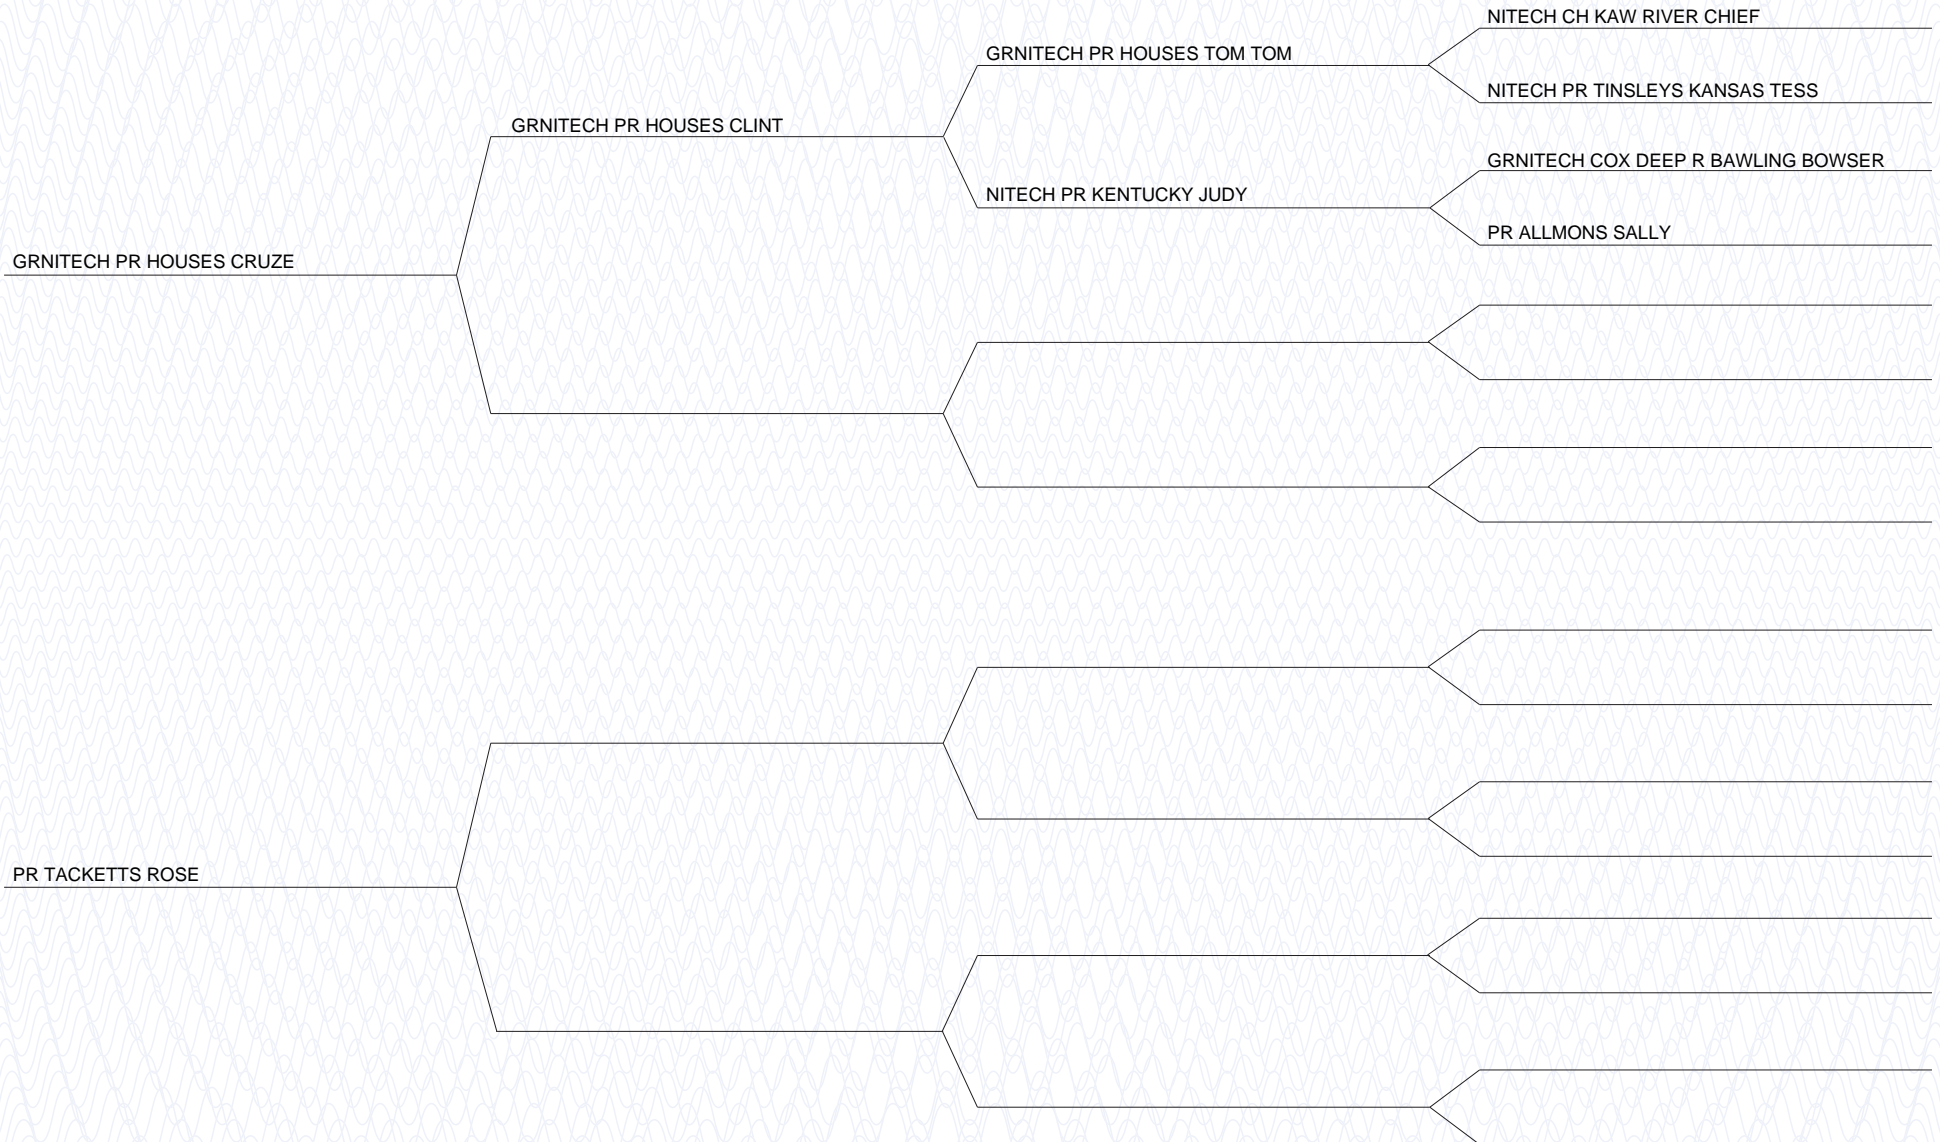 NITECH CH KAW RIVER CHIEF
GRNITECH PR HOUSES TOM TOM
NITECH PR TINSLEYS KANSAS TESS
GRNITECH PR HOUSES CLINT
GRNITECH COX DEEP R BAWLING BOWSER
NITECH PR KENTUCKY JUDY
PR ALLMONS SALLY
GRNITECH PR HOUSES CRUZE
PR TACKETTS ROSE